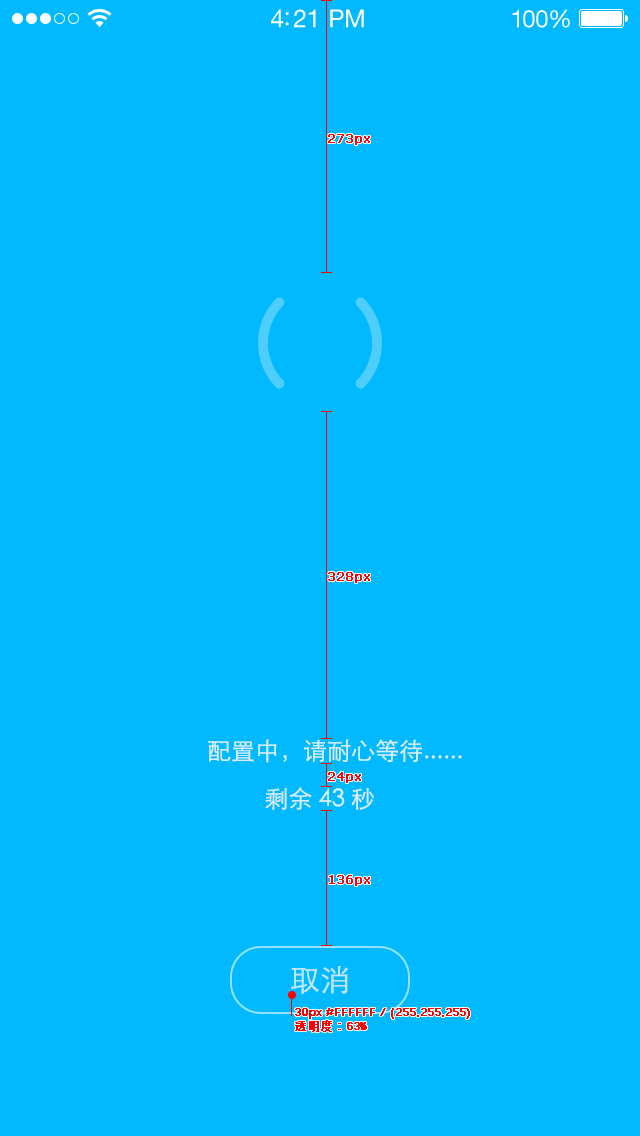 4:21 PM
100%
273px
328px
配置中，请耐心等待......
24px
剩余 43 秒
136px
取消
30px #FFFFFF / (255,255,255)
透明度：63%